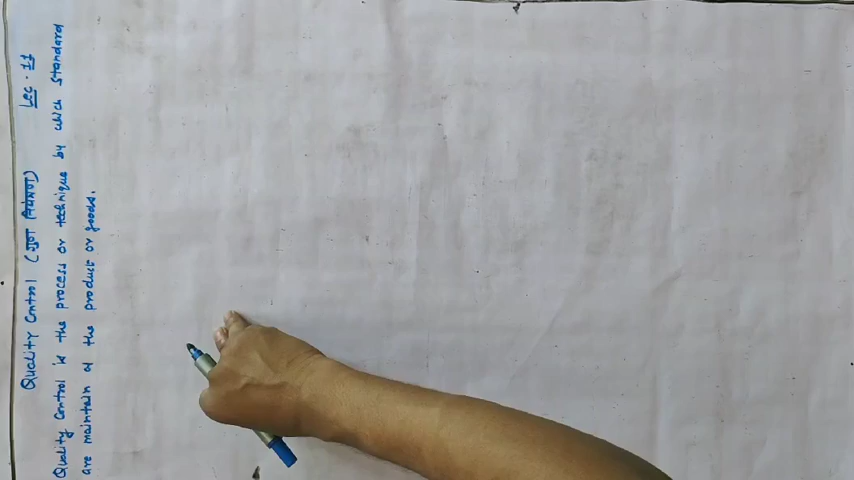 Quality Control (गुण नियंत्रण) Lec. 11
Quality Control is the process or technique by which standard
are maintain of the product or goods.